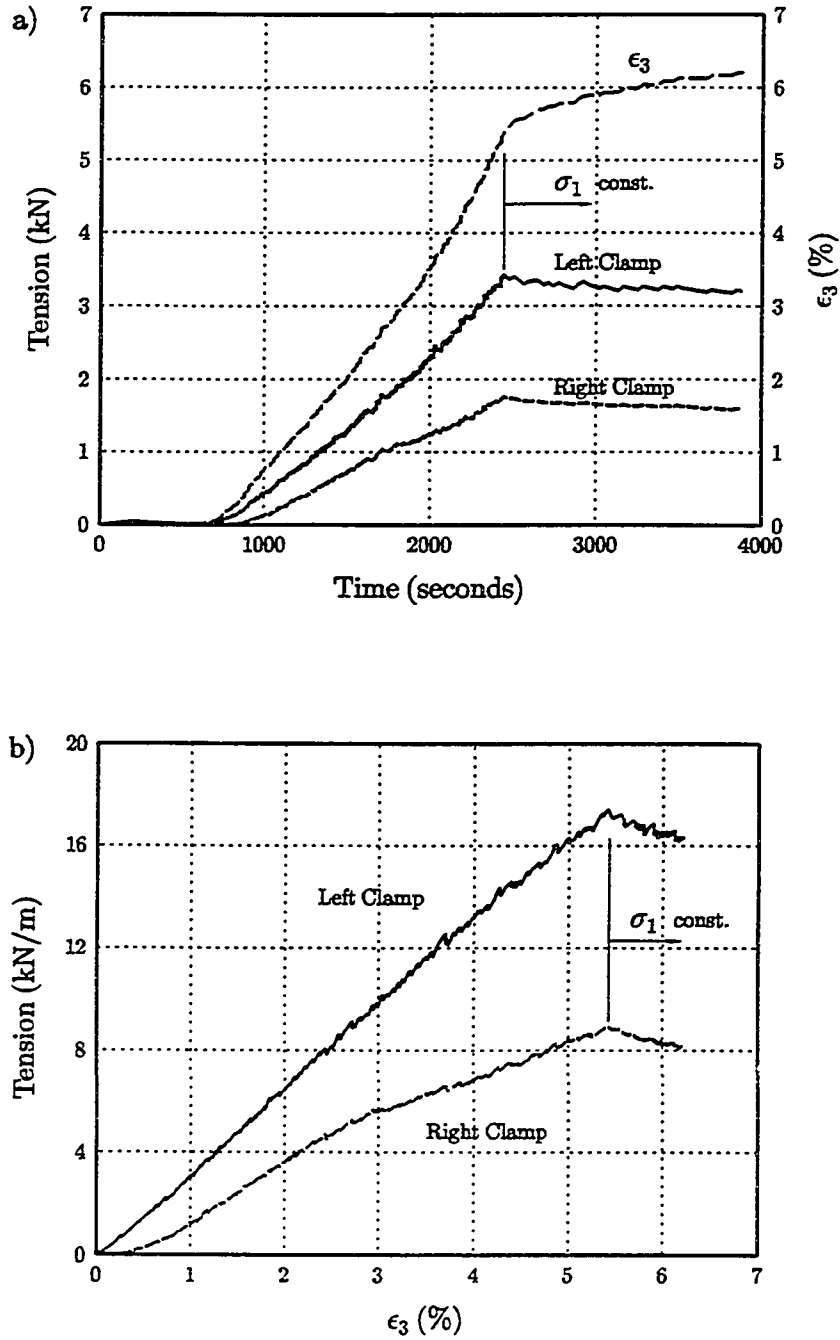 a)
7
6
5
4
3
2
1
0
Tension (kN)
7
6
5
4
3
2
1
0
ϵ3 (%)
ϵ3
σ1 const.
Left Clamp
Right Clamp
0 1000 2000 3000 4000
Time (seconds)
b)
20
16
12
8
4
0
Tension (kN/m)
Left Clamp
σ1 const.
Right Clamp
0 1 2 3 4 5 6 7
ϵ3 (%)